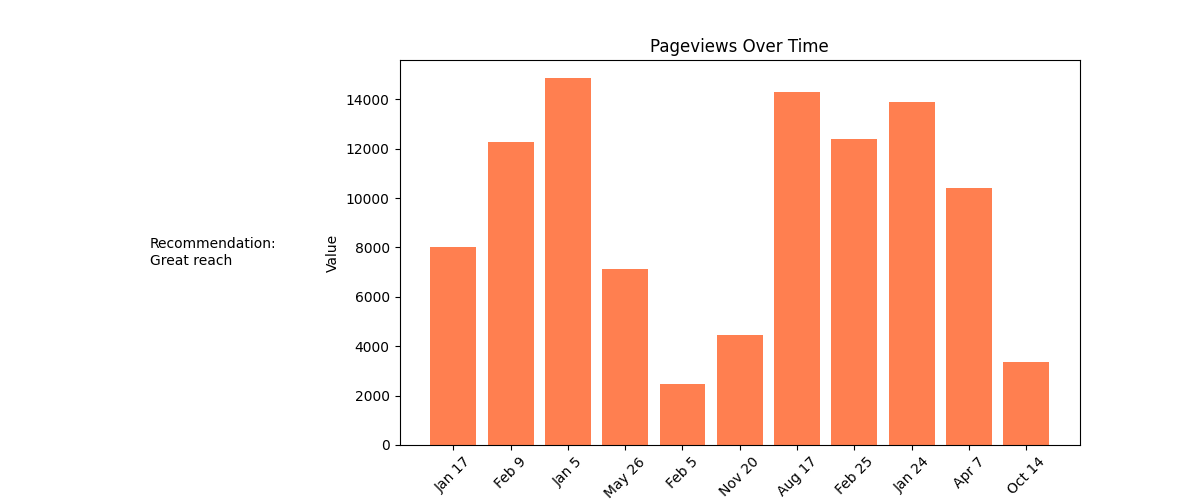 Pageviews Over Time
Recommendation:
Great reach
Value
14000
12000
10000
8000
6000
4000
2000
0
Jan 17
Feb 9
Jan 5
May 26
Feb 5
Nov 20
Aug 17
Feb 25
Jan 24
Apr 7
Oct 14